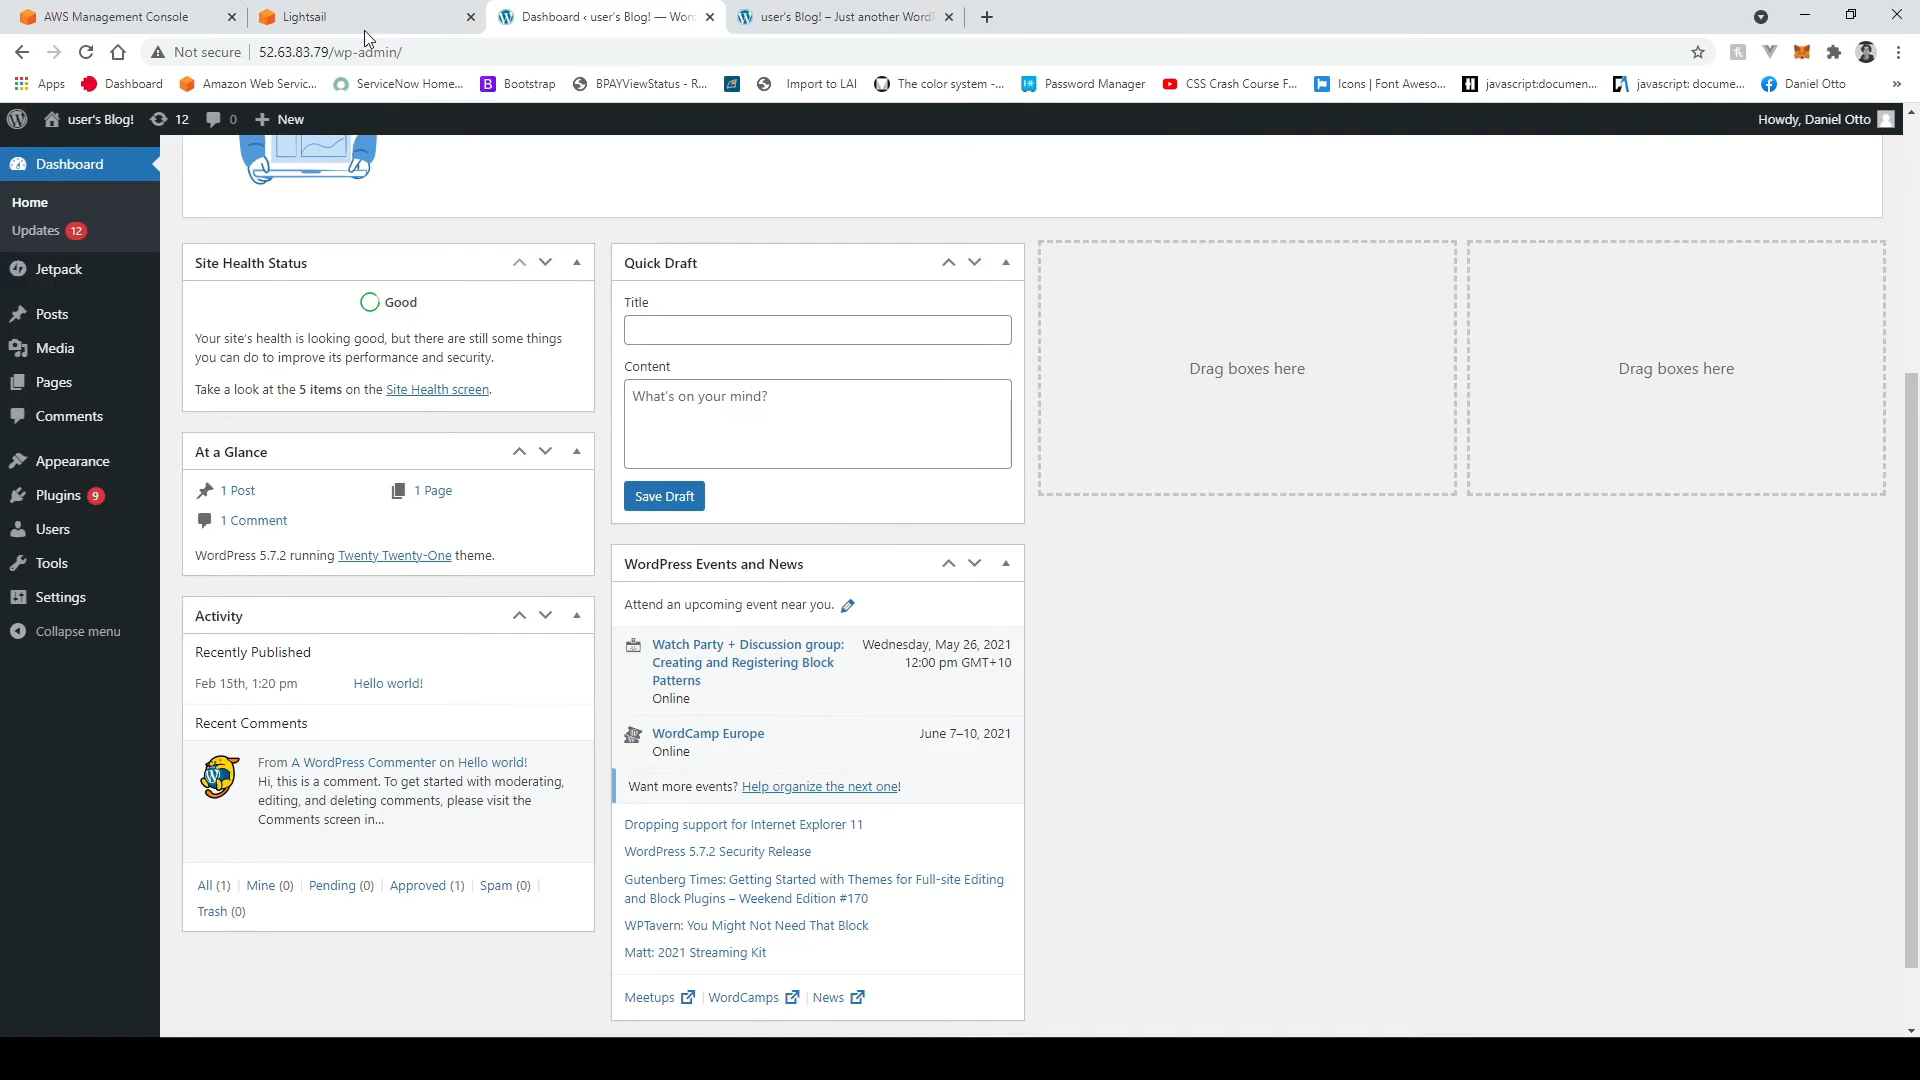 AWS Management Console
Lightsail
Dashboard ‹ user's Blog! — Word
user's Blog! – Just another WordP
Not secure
52.63.83.79/wp-admin/
Apps
Dashboard
Amazon Web Servic...
ServiceNow Home...
Bootstrap
BPAYViewStatus - R...
Import to LAI
The color system -...
Password Manager
CSS Crash Course F...
Icons | Font Aweso...
javascript:documen...
javascript: docume...
Daniel Otto
»
user's Blog!
12
0
New
Howdy, Daniel Otto
Dashboard
Home
Updates 12
Jetpack
Posts
Media
Pages
Comments
Appearance
Plugins 9
Users
Tools
Settings
Collapse menu
Site Health Status
Good
Your site's health is looking good, but there are still some things
you can do to improve its performance and security.
Take a look at the 5 items on the Site Health screen.
At a Glance
1 Post
1 Page
1 Comment
WordPress 5.7.2 running Twenty Twenty-One theme.
Activity
Recently Published
Feb 15th, 1:20 pm
Hello world!
Recent Comments
From A WordPress Commenter on Hello world!
Hi, this is a comment. To get started with moderating,
editing, and deleting comments, please visit the
Comments screen in...
All (1) | Mine (0) | Pending (0) | Approved (1) | Spam (0) |
Trash (0)
Quick Draft
Title
Content
What's on your mind?
Save Draft
WordPress Events and News
Attend an upcoming event near you.
Watch Party + Discussion group:
Creating and Registering Block
Patterns
Online
Wednesday, May 26, 2021
12:00 pm GMT+10
WordCamp Europe
Online
June 7–10, 2021
Want more events? Help organize the next one!
Dropping support for Internet Explorer 11
WordPress 5.7.2 Security Release
Gutenberg Times: Getting Started with Themes for Full-site Editing
and Block Plugins – Weekend Edition #170
WPTavern: You Might Not Need That Block
Matt: 2021 Streaming Kit
Meetups | WordCamps | News
Drag boxes here
Drag boxes here